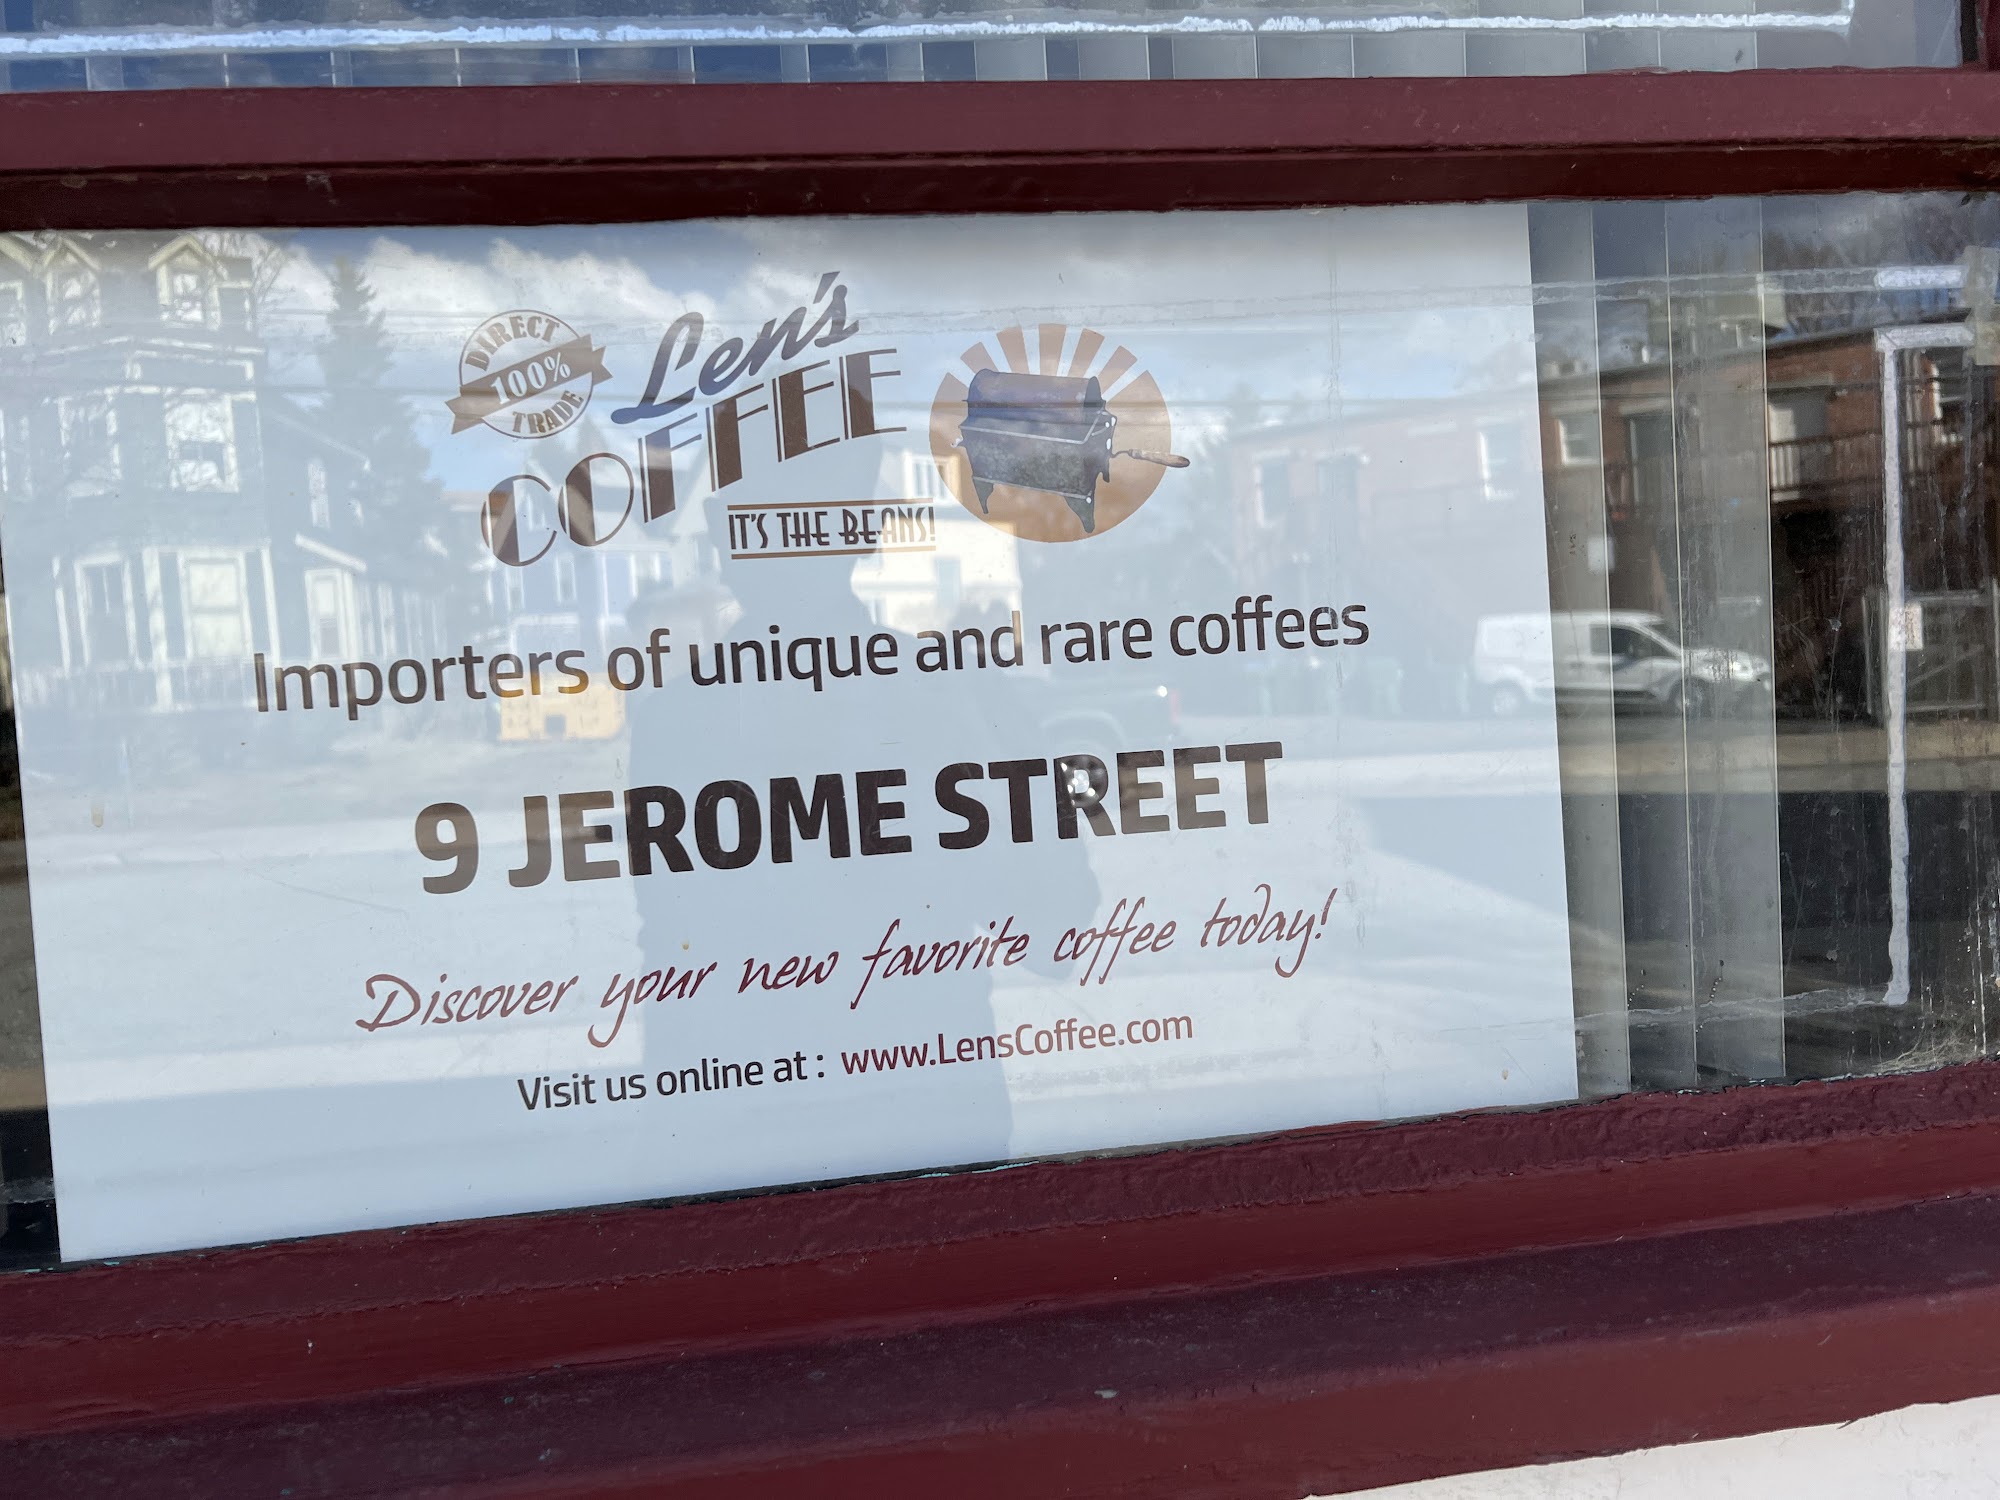 DIRECT
100%
TRADE
Len's
COFFEE
IT'S THE BEANS!
Importers of unique and rare coffees
9 JEROME STREET
Discover your new favorite coffee today!
Visit us online at : www.LensCoffee.com